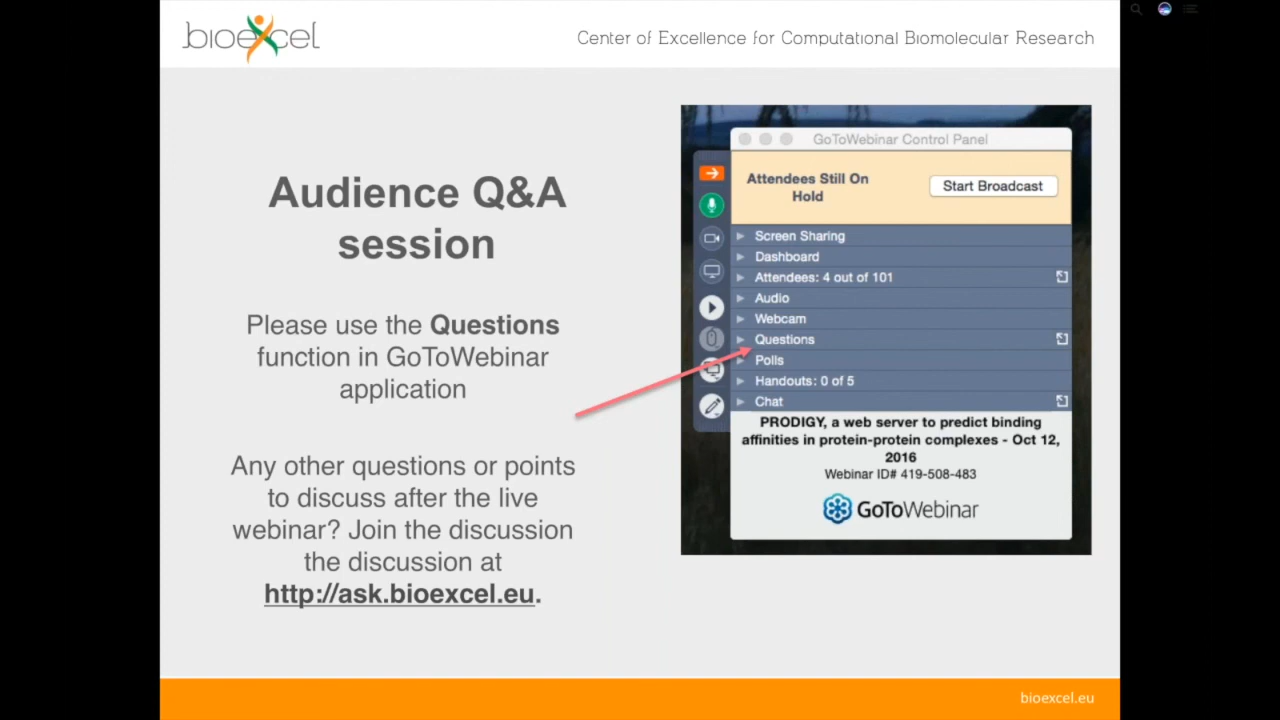 bioexcel
Center of Excellence for Computational Biomolecular Research
Audience Q&A
session
Please use the Questions
function in GoToWebinar
application
Any other questions or points
to discuss after the live
webinar? Join the discussion
the discussion at
http://ask.bioexcel.eu.
GoToWebinar Control Panel
Attendees Still On
Hold
Start Broadcast
Screen Sharing
Dashboard
Attendees: 4 out of 101
Audio
Webcam
Questions
Polls
Handouts: 0 of 5
Chat
PRODIGY, a web server to predict binding
affinities in protein-protein complexes - Oct 12,
2016
Webinar ID# 419-508-483
GoToWebinar
bioexcel.eu